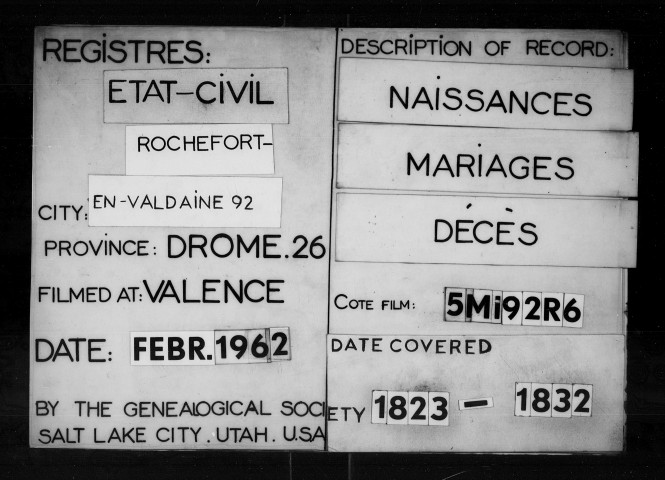 REGISTRES:
ETAT-CIVIL
ROCHEFORT-
CITY: EN-VALDAINE 92
PROVINCE: DROME.26
FILMED AT: VALENCE
DATE: FEBR. 1962
BY THE GENEALOGICAL SOCIETY
SALT LAKE CITY. UTAH. U.S.A
DESCRIPTION OF RECORD:
NAISSANCES
MARIAGES
DÉCÈS
COTE FILM: 5Mi92R6
DATE COVERED
1823 - 1832